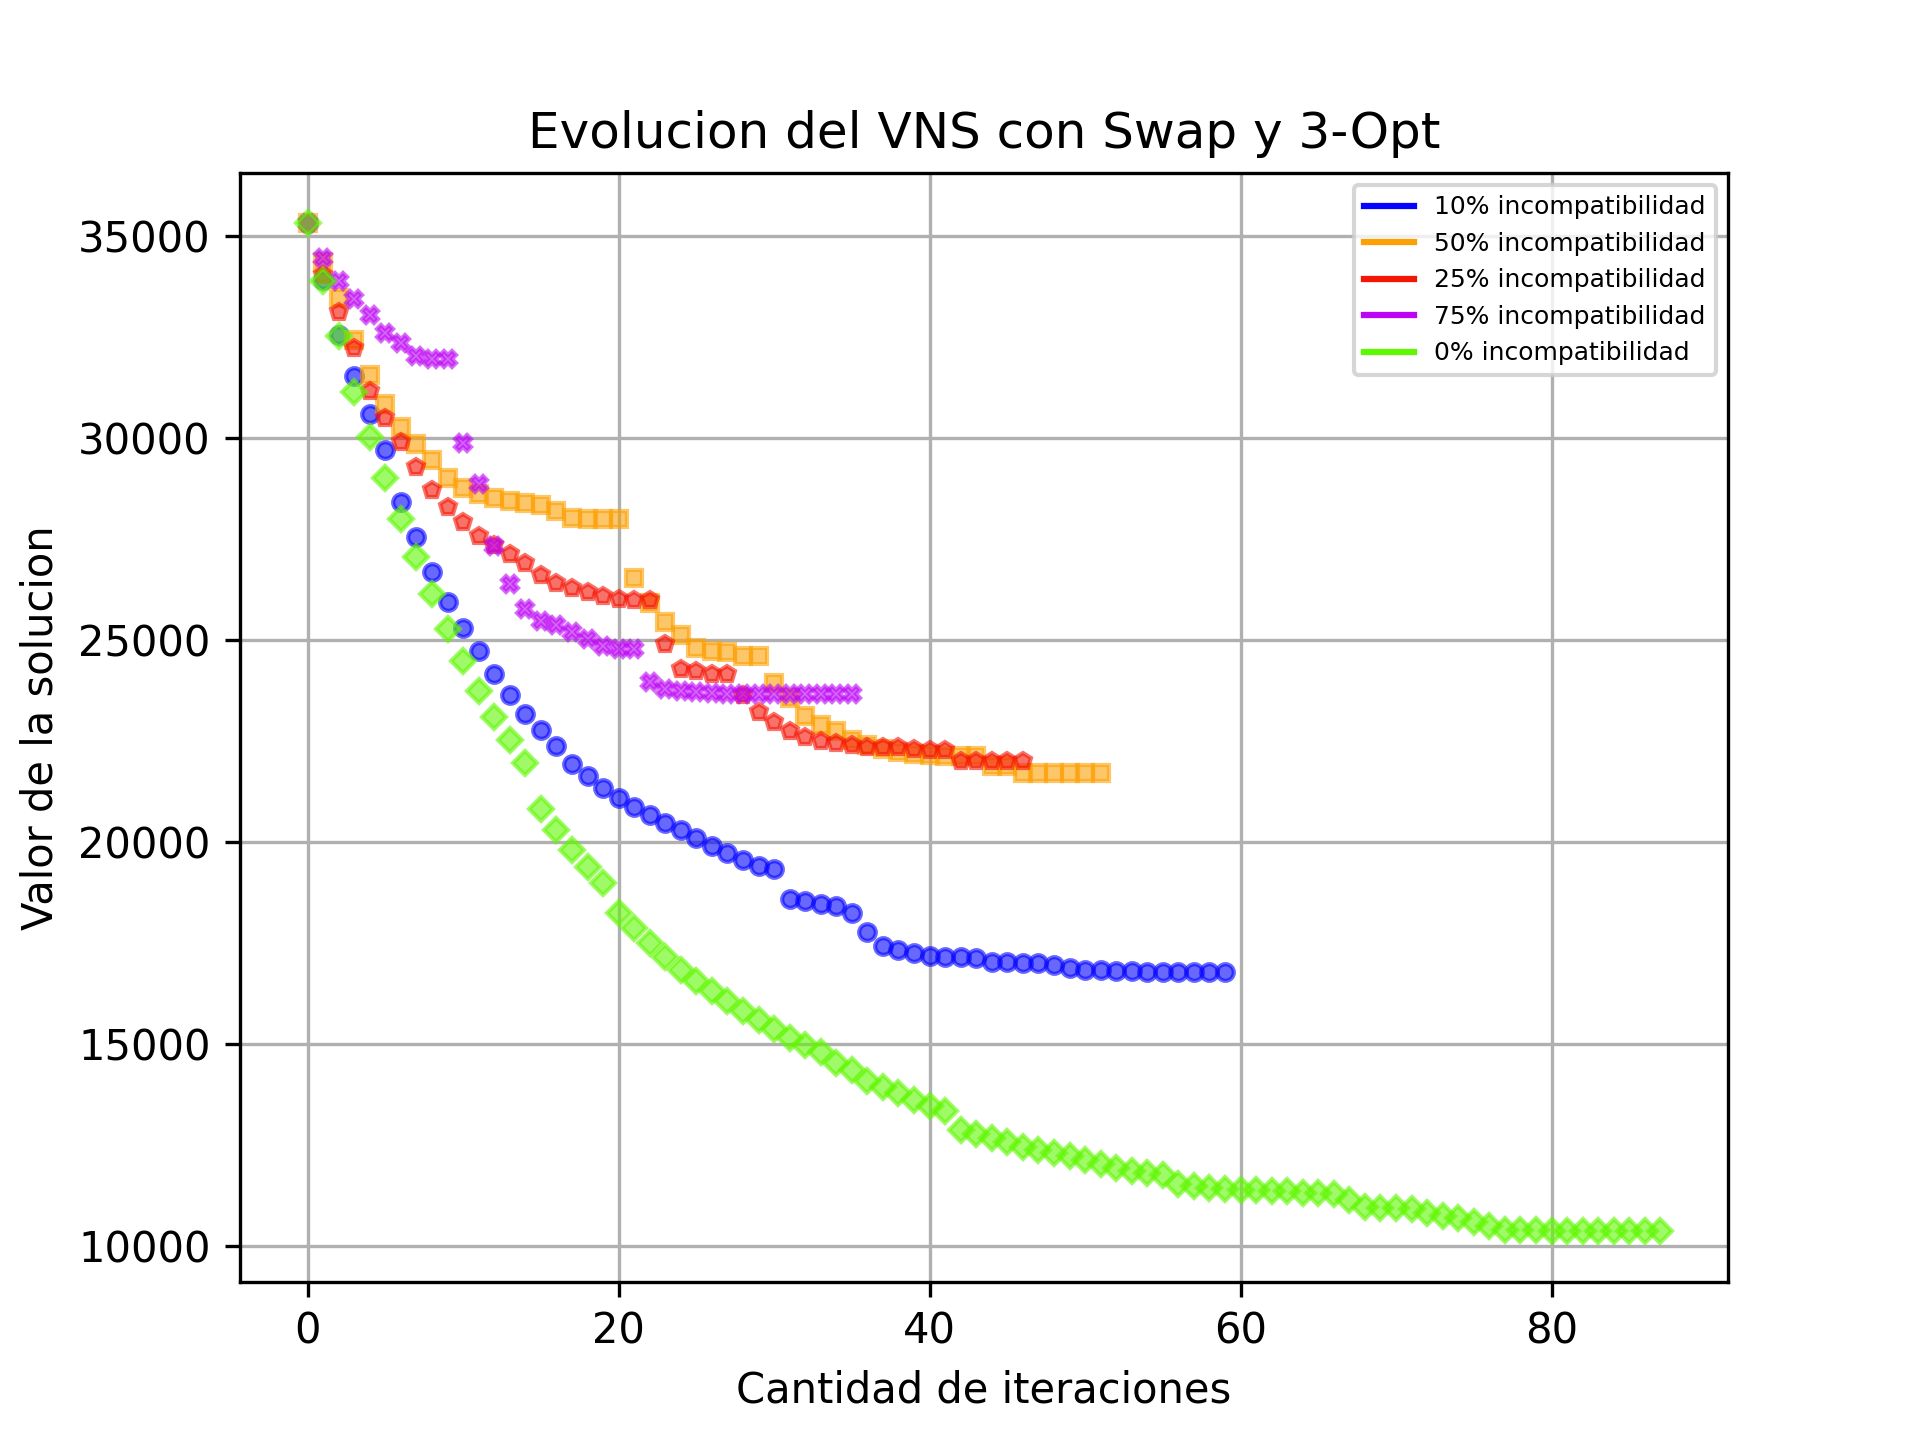 Evolucion del VNS con Swap y 3-Opt
10% incompatibilidad
50% incompatibilidad
25% incompatibilidad
75% incompatibilidad
0% incompatibilidad
35000
30000
25000
20000
15000
10000
Valor de la solucion
0 20 40 60 80
Cantidad de iteraciones